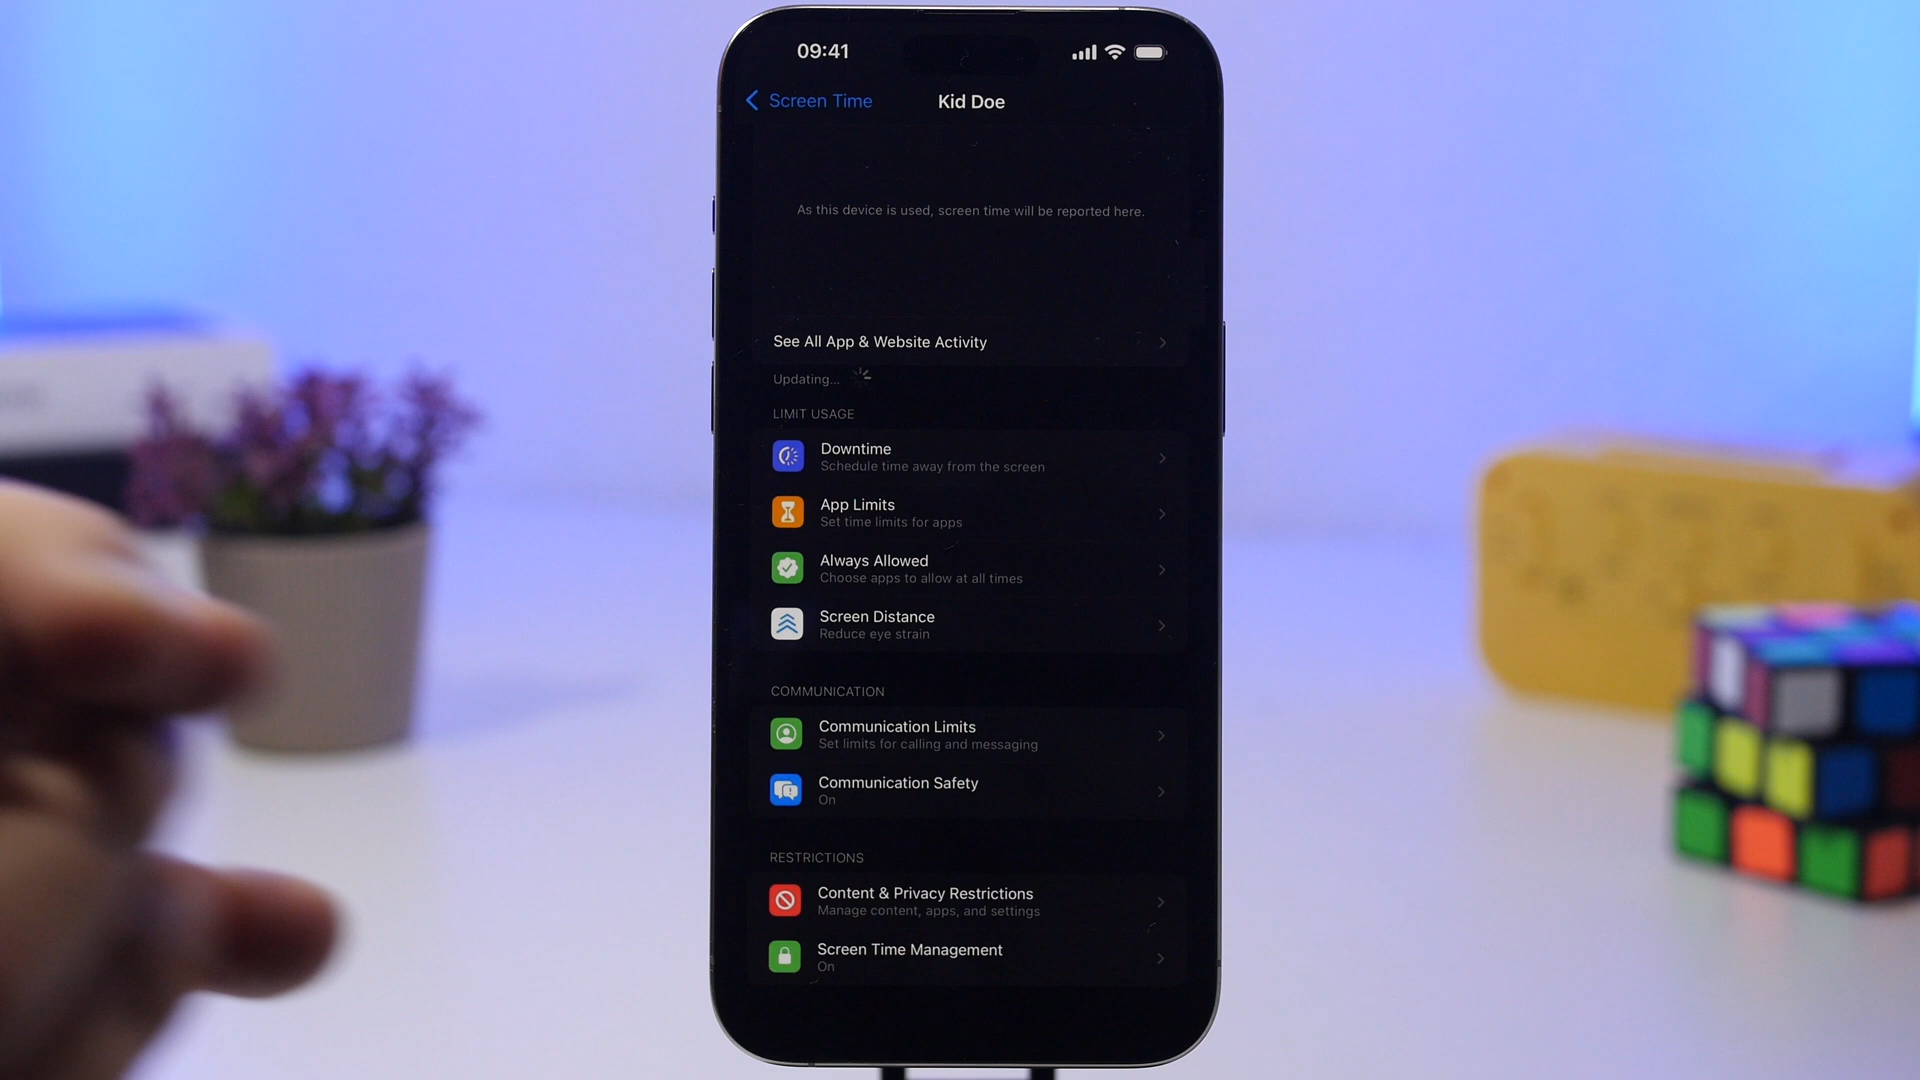 09:41
Screen Time
Kid Doe
As this device is used, screen time will be reported here.
See All App & Website Activity
Updating...
LIMIT USAGE
Downtime
Schedule time away from the screen
App Limits
Set time limits for apps
Always Allowed
Choose apps to allow at all times
Screen Distance
Reduce eye strain
COMMUNICATION
Communication Limits
Set limits for calling and messaging
Communication Safety
On
RESTRICTIONS
Content & Privacy Restrictions
Manage content, apps, and settings
Screen Time Management
On